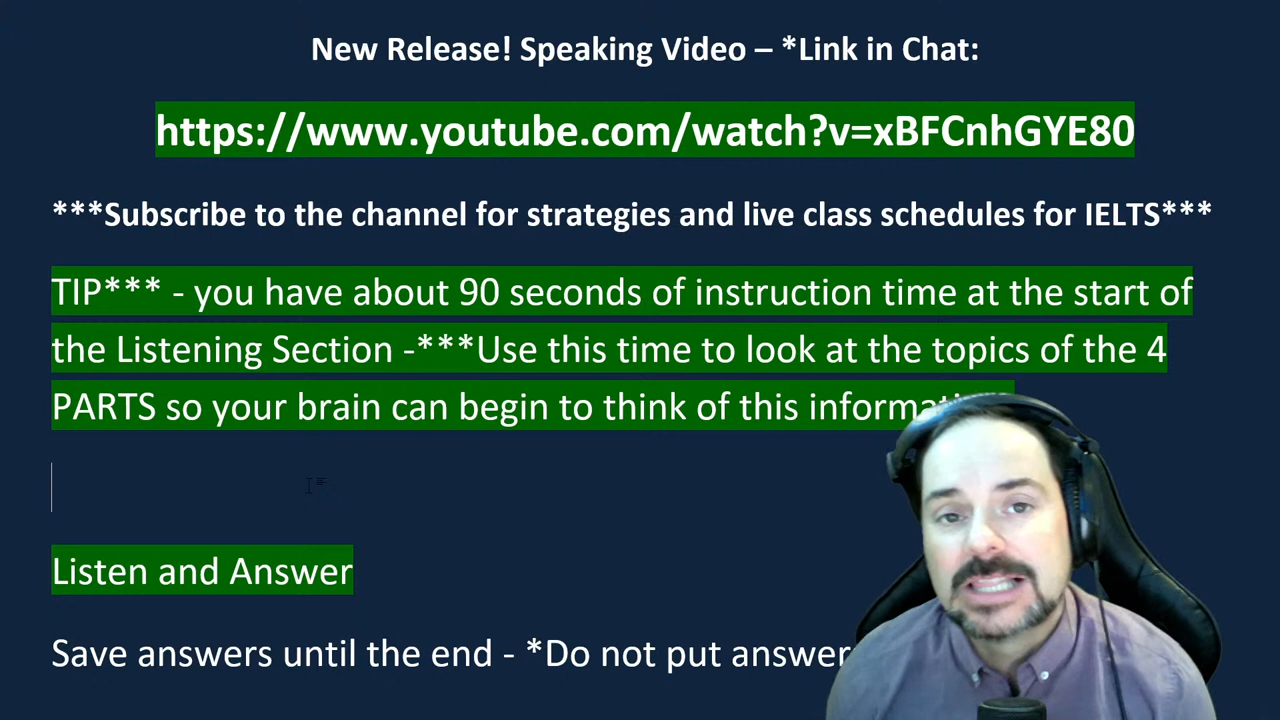 New Release! Speaking Video – *Link in Chat:
https://www.youtube.com/watch?v=xBFCnhGYE80
***Subscribe to the channel for strategies and live class schedules for IELTS***
TIP*** - you have about 90 seconds of instruction time at the start of
the Listening Section -***Use this time to look at the topics of the 4
PARTS so your brain can begin to think of this
Listen and Answer
Save answers until the end - *Do not put